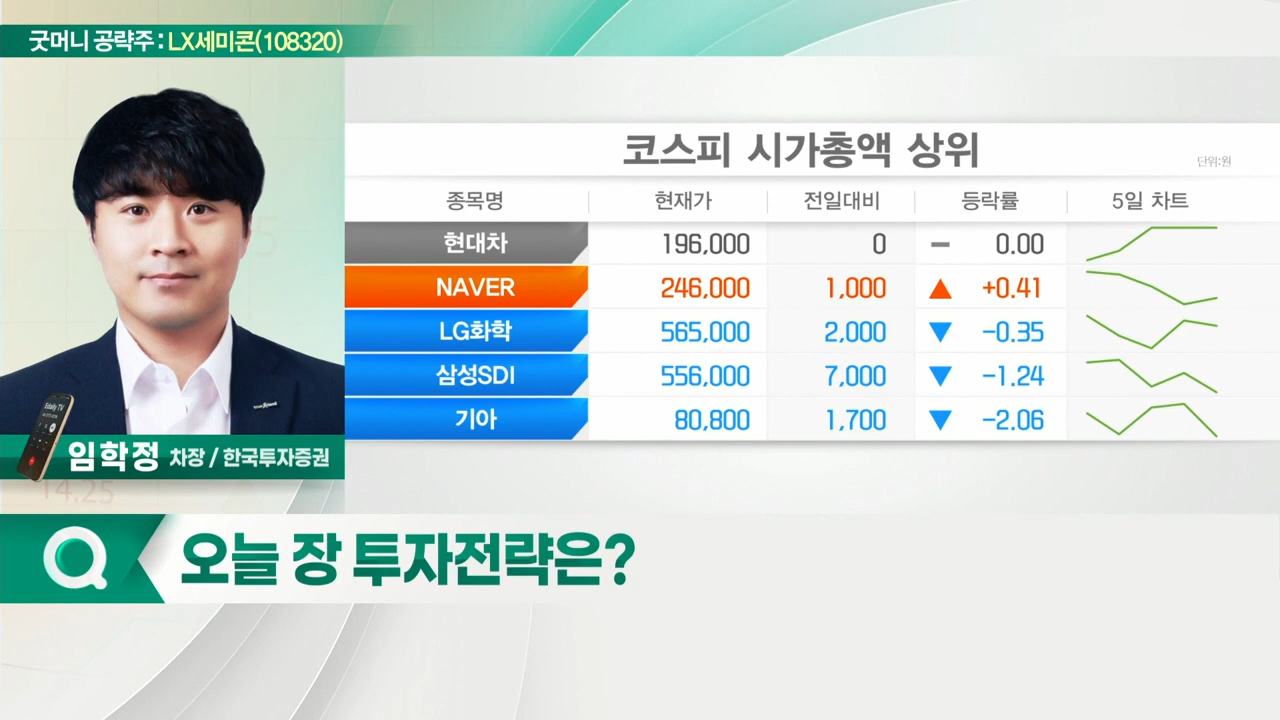 굿머니 공략주 : LX세미콘(108320)
코스피 시가총액 상위
단위:원
종목명 현재가 전일대비 등락률 5일 차트
현대차 196,000 0 − 0.00
NAVER 246,000 1,000 ▲ +0.41
LG화학 565,000 2,000 ▼ −0.35
삼성SDI 556,000 7,000 ▼ −1.24
기아 80,800 1,700 ▼ −2.06
Edaily TV
임학정 차장 / 한국투자증권
14.25
Q 오늘 장 투자전략은?